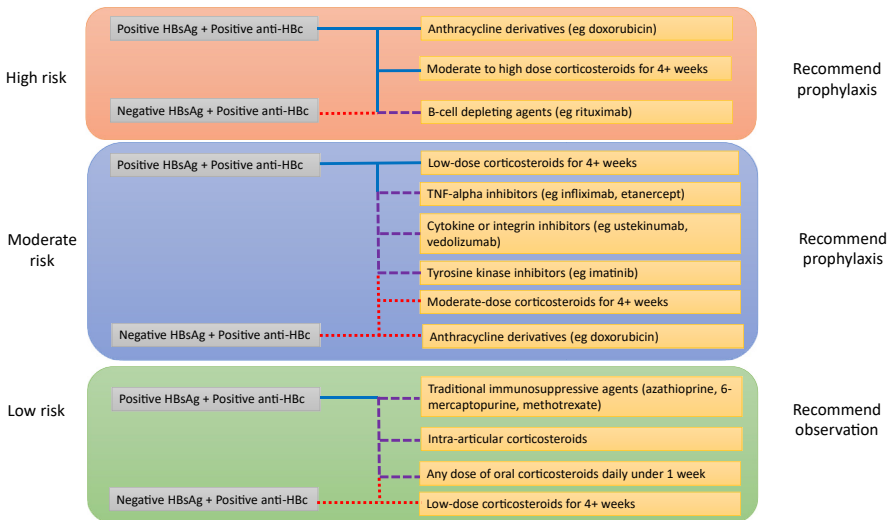 Positive HBsAg + Positive anti-HBc
Anthracycline derivatives (eg doxorubicin)
High risk
Moderate to high dose corticosteroids for 4+ weeks
Recommend
prophylaxis
Negative HBsAg + Positive anti-HBc
B-cell depleting agents (eg rituximab)
Positive HBsAg + Positive anti-HBc
Low-dose corticosteroids for 4+ weeks
TNF-alpha inhibitors (eg infliximab, etanercept)
Moderate
risk
Cytokine or integrin inhibitors (eg ustekinumab,
vedolizumab)
Recommend
prophylaxis
Tyrosine kinase inhibitors (eg imatinib)
Moderate-dose corticosteroids for 4+ weeks
Negative HBsAg + Positive anti-HBc
Anthracycline derivatives (eg doxorubicin)
Low risk
Positive HBsAg + Positive anti-HBc
Traditional immunosuppressive agents (azathioprine, 6-
mercaptopurine, methotrexate)
Recommend
observation
Intra-articular corticosteroids
Any dose of oral corticosteroids daily under 1 week
Negative HBsAg + Positive anti-HBc
Low-dose corticosteroids for 4+ weeks